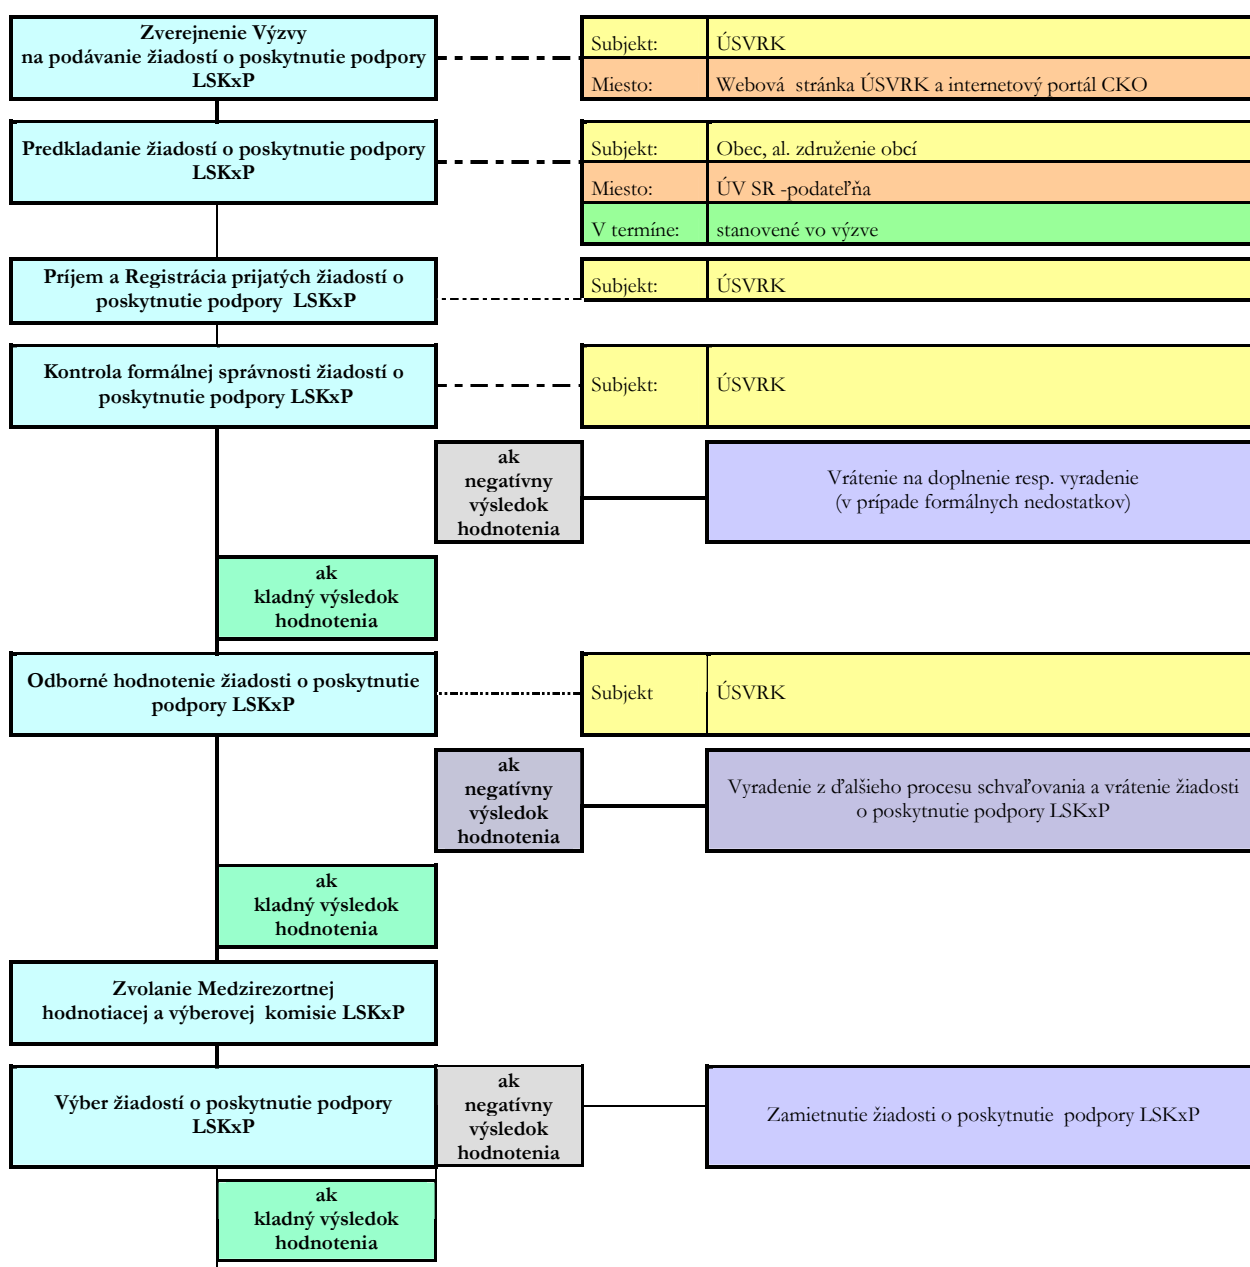 Zverejnenie Výzvy
na podávanie žiadostí o poskytnutie podpory
LSKxP
Subjekt: ÚSVRK
Miesto: Webová stránka ÚSVRK a internetový portál CKO
Predkladanie žiadostí o poskytnutie podpory
LSKxP
Subjekt: Obec, al. združenie obcí
Miesto: ÚV SR -podateľňa
V termíne: stanovené vo výzve
Príjem a Registrácia prijatých žiadostí o
poskytnutie podpory LSKxP
Subjekt: ÚSVRK
Kontrola formálnej správnosti žiadostí o
poskytnutie podpory LSKxP
Subjekt: ÚSVRK
ak
negatívny
výsledok
hodnotenia
Vrátenie na doplnenie resp. vyradenie
(v prípade formálnych nedostatkov)
ak
kladný výsledok
hodnotenia
Odborné hodnotenie žiadosti o poskytnutie
podpory LSKxP
Subjekt ÚSVRK
ak
negatívny
výsledok
hodnotenia
Vyradenie z ďalšieho procesu schvaľovania a vrátenie žiadosti
o poskytnutie podpory LSKxP
ak
kladný výsledok
hodnotenia
Zvolanie Medzirezortnej
hodnotiacej a výberovej komisie LSKxP
Výber žiadostí o poskytnutie podpory
LSKxP
ak
negatívny
výsledok
hodnotenia
Zamietnutie žiadosti o poskytnutie podpory LSKxP
ak
kladný výsledok
hodnotenia